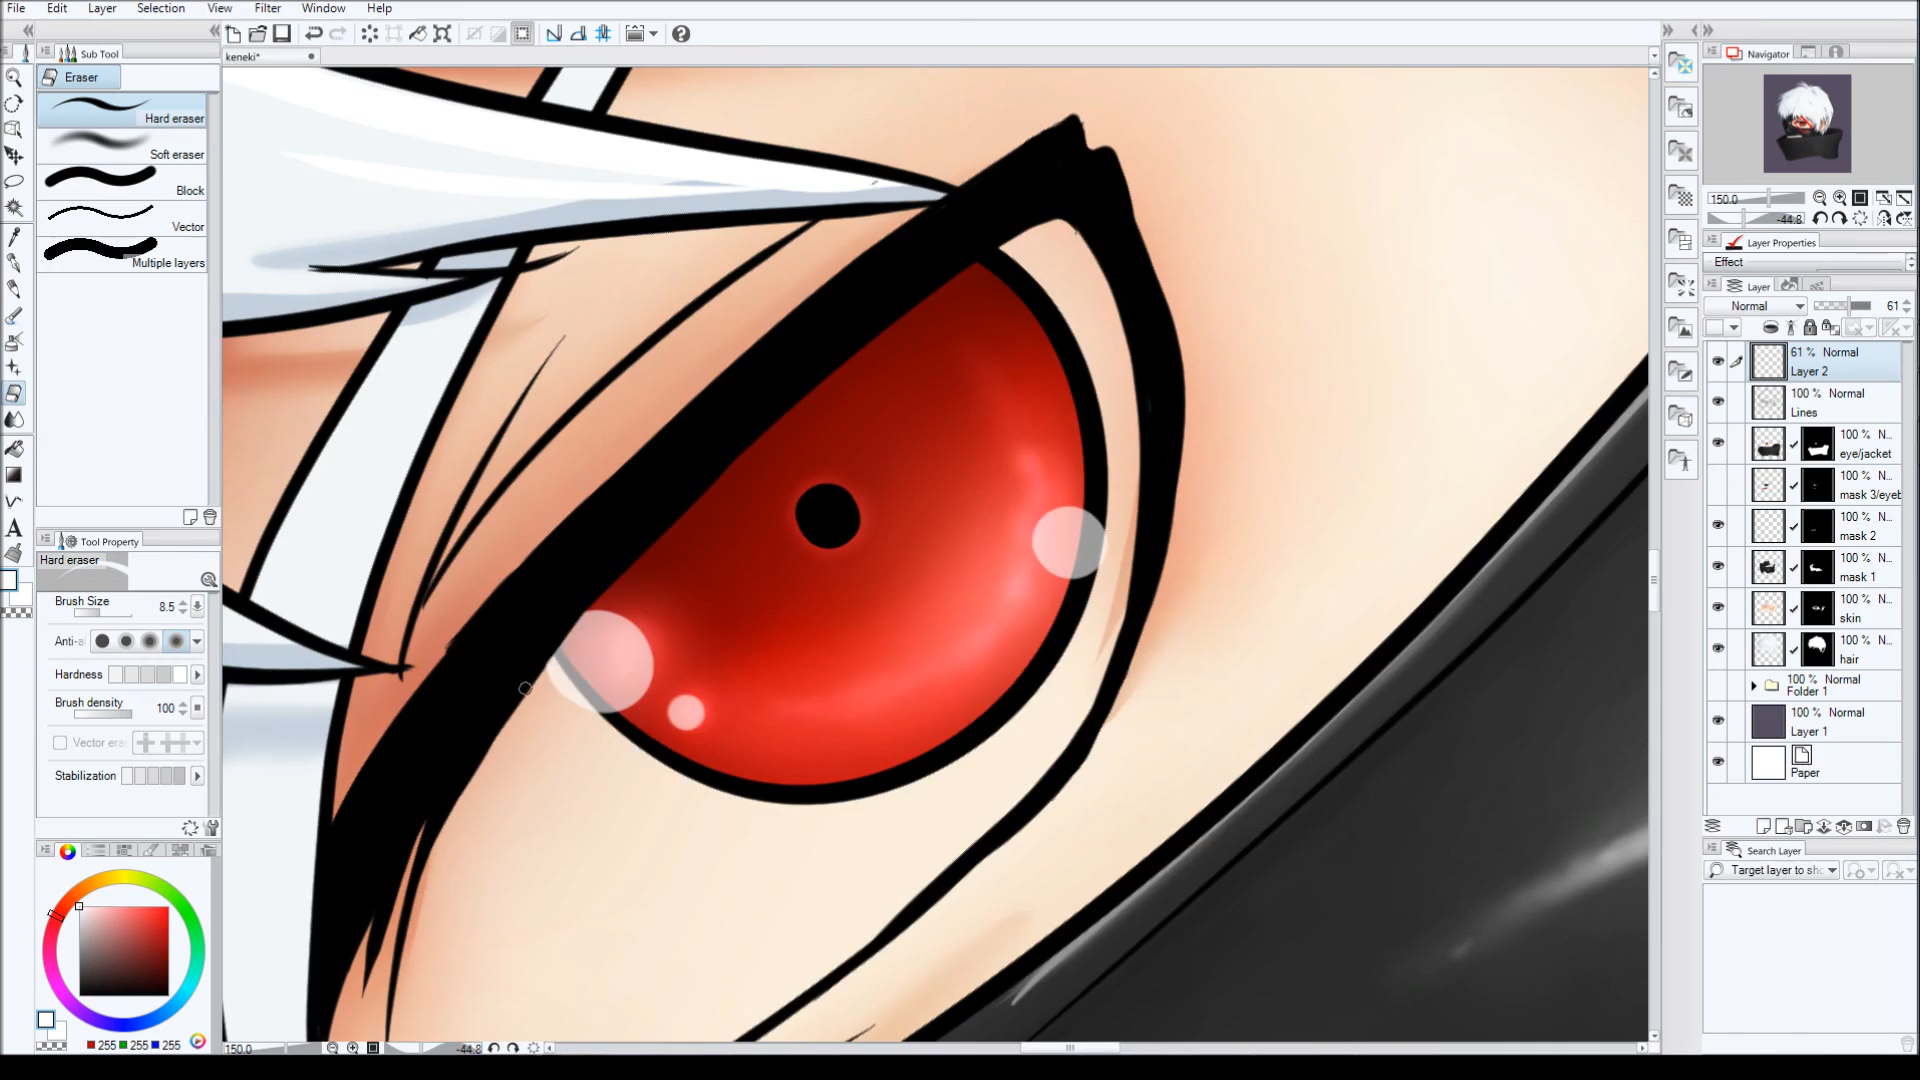 File Edit Layer Selection View Filter Window Help
keneki*
Sub Tool
Eraser
Hard eraser
Soft eraser
Block
Vector
Multiple layers
Tool Property
Hard eraser
Brush Size 8.5
Anti-a
Hardness
Brush density 100
Vector era
Stabilization
255 255 255
150.0 -44.8
Navigator
150.0
-44.8
Layer Properties
Effect
Layer
Normal 61
61 % Normal
Layer 2
100 % Normal
Lines
100 % N...
eye/jacket
100 % N...
mask 3/eyeb
100 % N...
mask 2
100 % N...
mask 1
100 % N...
skin
100 % N...
hair
100 % Normal
Folder 1
100 % Normal
Layer 1
Paper
Search Layer
Target layer to sho